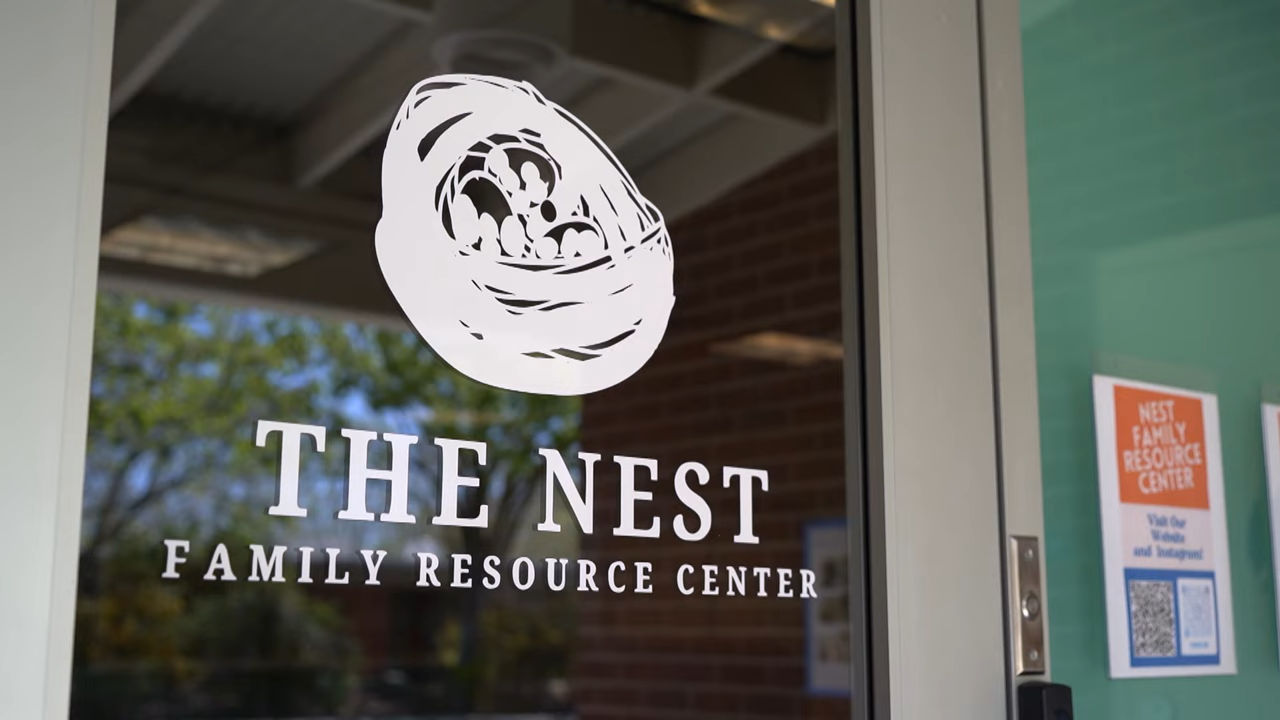 THE NEST
FAMILY RESOURCE CENTER
NEST
FAMILY
RESOURCE
CENTER
Visit Our
Website
and Instagram!